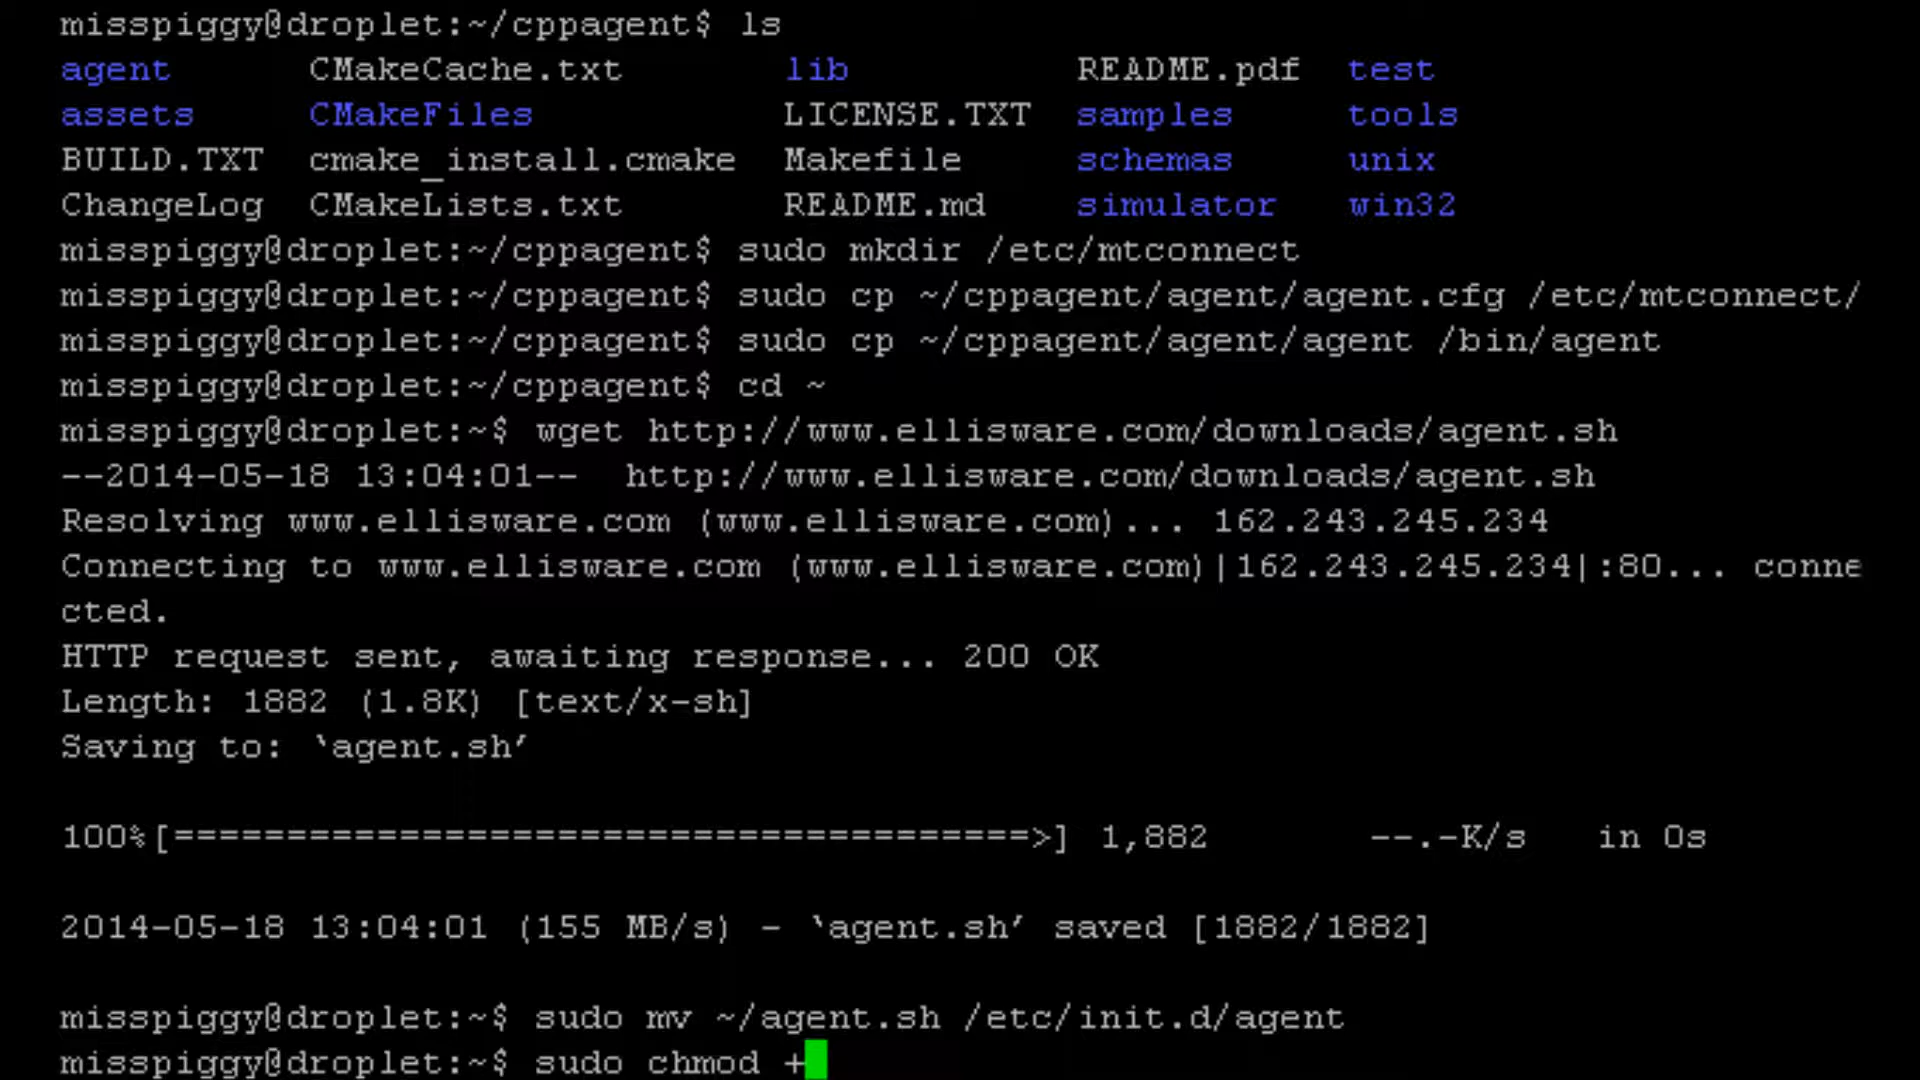 misspiggy@droplet:~/cppagent$ ls
agent CMakeCache.txt lib README.pdf test
assets CMakeFiles LICENSE.TXT samples tools
BUILD.TXT cmake_install.cmake Makefile schemas unix
ChangeLog CMakeLists.txt README.md simulator win32
misspiggy@droplet:~/cppagent$ sudo mkdir /etc/mtconnect
misspiggy@droplet:~/cppagent$ sudo cp ~/cppagent/agent/agent.cfg /etc/mtconnect/
misspiggy@droplet:~/cppagent$ sudo cp ~/cppagent/agent/agent /bin/agent
misspiggy@droplet:~/cppagent$ cd ~
misspiggy@droplet:~$ wget http://www.ellisware.com/downloads/agent.sh
--2014-05-18 13:04:01--  http://www.ellisware.com/downloads/agent.sh
Resolving www.ellisware.com (www.ellisware.com)... 162.243.245.234
Connecting to www.ellisware.com (www.ellisware.com)|162.243.245.234|:80... conne
cted.
HTTP request sent, awaiting response... 200 OK
Length: 1882 (1.8K) [text/x-sh]
Saving to: ‘agent.sh’
100%[======================================>] 1,882 --.-K/s in 0s
2014-05-18 13:04:01 (155 MB/s) - ‘agent.sh’ saved [1882/1882]
misspiggy@droplet:~$ sudo mv ~/agent.sh /etc/init.d/agent
misspiggy@droplet:~$ sudo chmod +